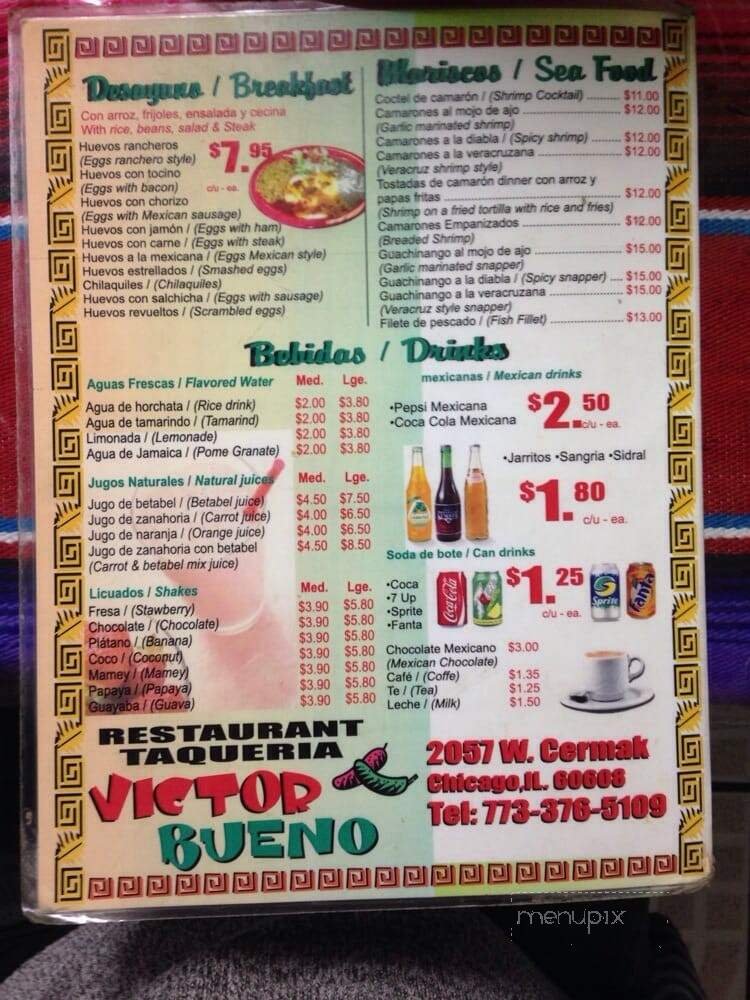 Desayuno / Breakfast
Con arroz, frijoles, ensalada y cecina
With rice, beans, salad & Steak
Huevos rancheros
(Eggs ranchero style)
$7.95
c/u - ea.
Huevos con tocino
(Eggs with bacon)
Huevos con chorizo
(Eggs with Mexican sausage)
Huevos con jamón / (Eggs with ham)
Huevos con carne / (Eggs with steak)
Huevos a la mexicana / (Eggs Mexican style)
Huevos estrellados / (Smashed eggs)
Chilaquiles / (Chilaquiles)
Huevos con salchicha / (Eggs with sausage)
Huevos revueltos / (Scrambled eggs)
Mariscos / Sea Food
Coctel de camarón / (Shrimp Cocktail) .......... $11.00
Camarones al mojo de ajo .......... $12.00
(Garlic marinated shrimp)
Camarones a la diabla / (Spicy shrimp) .......... $12.00
Camarones a la veracruzana .......... $12.00
(Veracruz shrimp style)
Tostadas de camarón dinner con arroz y
papas fritas .......... $12.00
(Shrimp on a fried tortilla with rice and fries)
Camarones Empanizados .......... $12.00
(Breaded Shrimp)
Guachinango al mojo de ajo .......... $15.00
(Garlic marinated snapper)
Guachinango a la diabla / (Spicy snapper) .... $15.00
Guachinango a la veracruzana .......... $15.00
(Veracruz style snapper)
Filete de pescado / (Fish Fillet) .......... $13.00
Bebidas / Drinks
Aguas Frescas / Flavored Water Med. Lge.
Agua de horchata / (Rice drink) $2.00 $3.80
Agua de tamarindo / (Tamarind) $2.00 $3.80
Limonada / (Lemonade) $2.00 $3.80
Agua de Jamaica / (Pome Granate) $2.00 $3.80
Jugos Naturales / Natural juices Med. Lge.
Jugo de betabel / (Betabel juice) $4.50 $7.50
Jugo de zanahoria / (Carrot juice) $4.00 $6.50
Jugo de naranja / (Orange juice) $4.00 $6.50
Jugo de zanahoria con betabel $4.50 $8.50
(Carrot & betabel mix juice)
Licuados / Shakes Med. Lge.
Fresa / (Stawberry) $3.90 $5.80
Chocolate / (Chocolate) $3.90 $5.80
Plátano / (Banana) $3.90 $5.80
Coco / (Coconut) $3.90 $5.80
Mamey / (Mamey) $3.90 $5.80
Papaya / (Papaya) $3.90 $5.80
Guayaba / (Guava) $3.90 $5.80
mexicanas / Mexican drinks
•Pepsi Mexicana
•Coca Cola Mexicana
$2.50
c/u - ea.
•Jarritos •Sangria •Sidral
$1.80
c/u - ea.
Soda de bote / Can drinks
•Coca
•7 Up
•Sprite
•Fanta
Coca-Cola
$1.25
c/u - ea.
Sprite
Fanta
Chocolate Mexicano $3.00
(Mexican Chocolate)
Café / (Coffe) $1.35
Te / (Tea) $1.25
Leche / (Milk) $1.50
RESTAURANT
TAQUERIA
VICTOR
BUENO
2057 W. Cermak
Chicago,IL. 60608
Tel: 773-376-5109
menupix